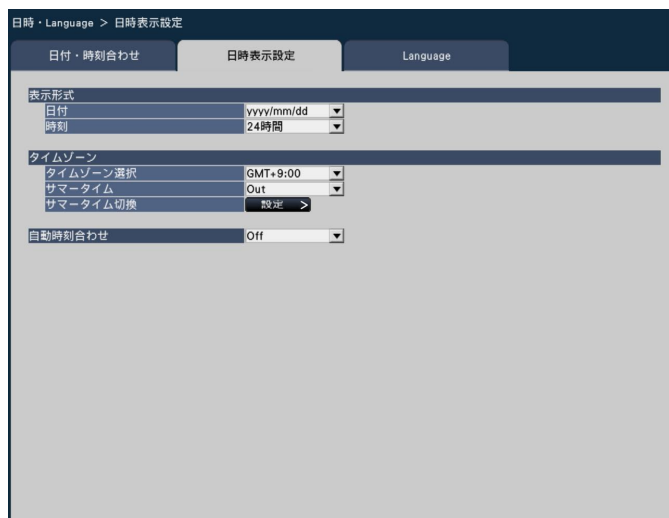 日時・Language > 日時表示設定
日付・時刻合わせ 日時表示設定 Language
表示形式
日付 yyyy/mm/dd
時刻 24時間
タイムゾーン
タイムゾーン選択 GMT+9:00
サマータイム Out
サマータイム切換 設定 >
自動時刻合わせ Off